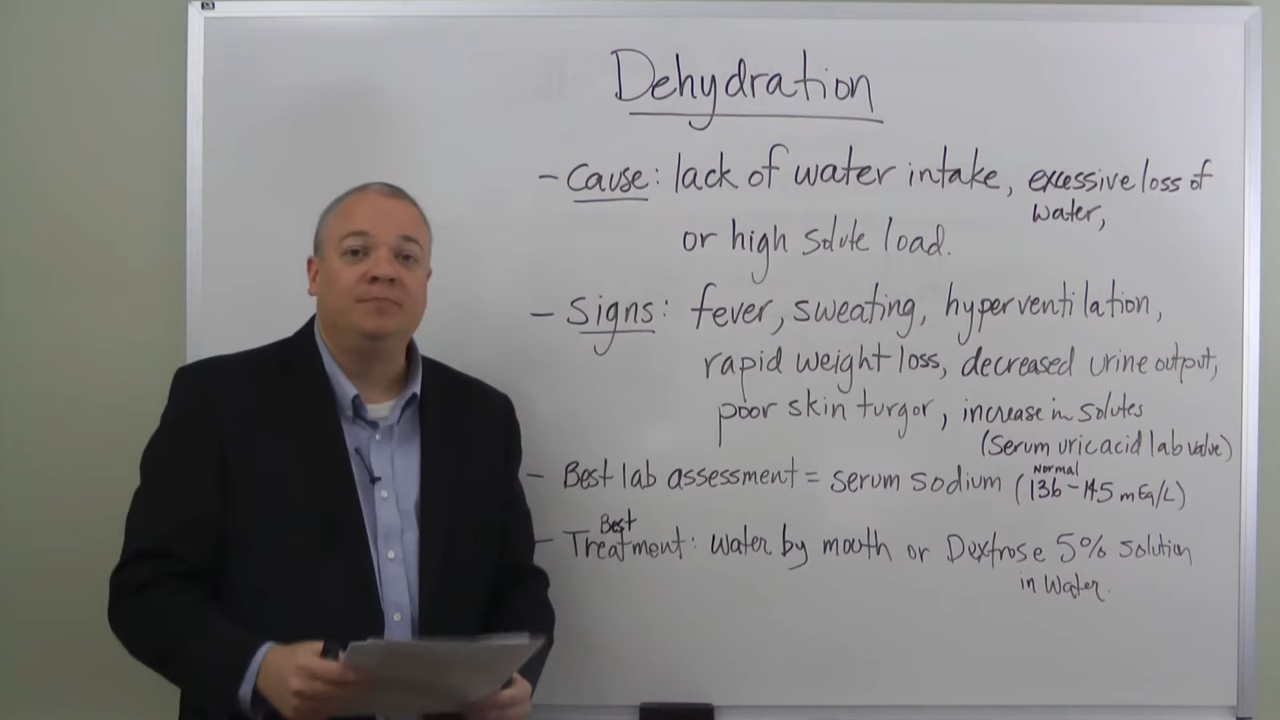 Dehydration
- Cause: lack of water intake, excessive loss of
water,
or high solute load.
- Signs: fever, sweating, hyperventilation,
rapid weight loss, decreased urine output,
poor skin turgor, increase in solutes
(serum uric acid lab value)
- Best lab assessment = serum sodium (Normal 136-145 mEq/L)
- Best Treatment: water by mouth or Dextrose 5% solution
in water.